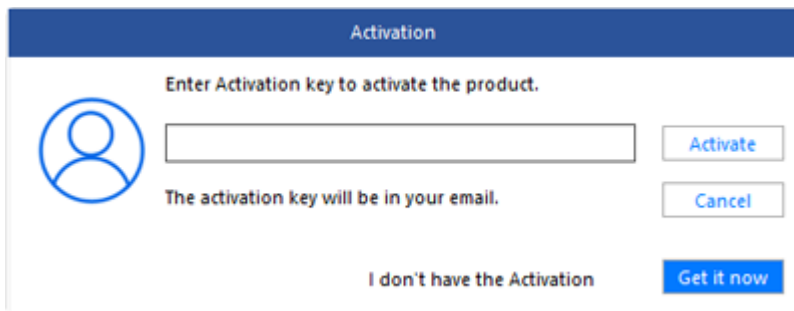 Activation
Enter Activation key to activate the product.
Activate
The activation key will be in your email.
Cancel
I don't have the Activation
Get it now